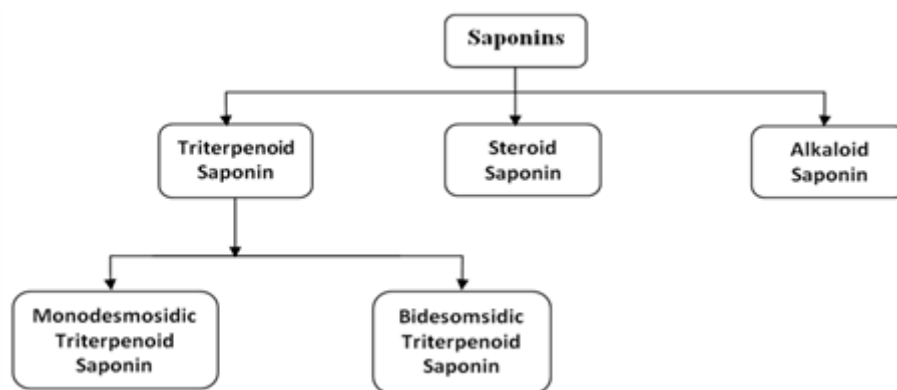 Saponins
Triterpenoid
Saponin
Steroid
Saponin
Alkaloid
Saponin
Monodesmosidic
Triterpenoid
Saponin
Bidesomsidic
Triterpenoid
Saponin